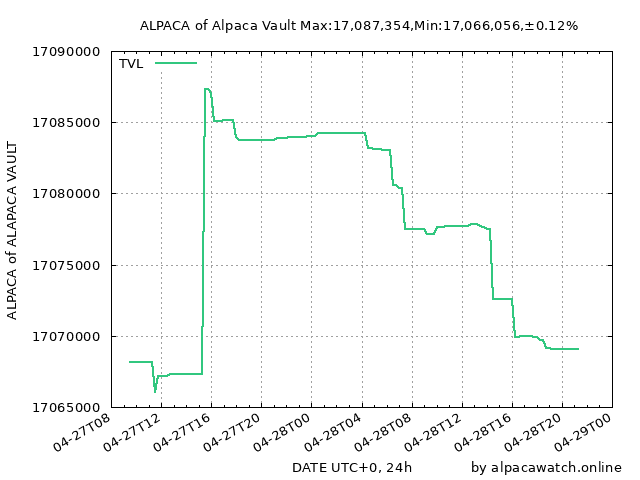 ALPACA of Alpaca Vault Max:17,087,354,Min:17,066,056,±0.12%
17090000
TVL
17085000
17080000
17075000
17070000
17065000
ALPACA of ALAPACA VAULT
04-27T08
04-27T12
04-27T16
04-27T20
04-28T00
04-28T04
04-28T08
04-28T12
04-28T16
04-28T20
04-29T00
DATE UTC+0, 24h
by alpacawatch.online